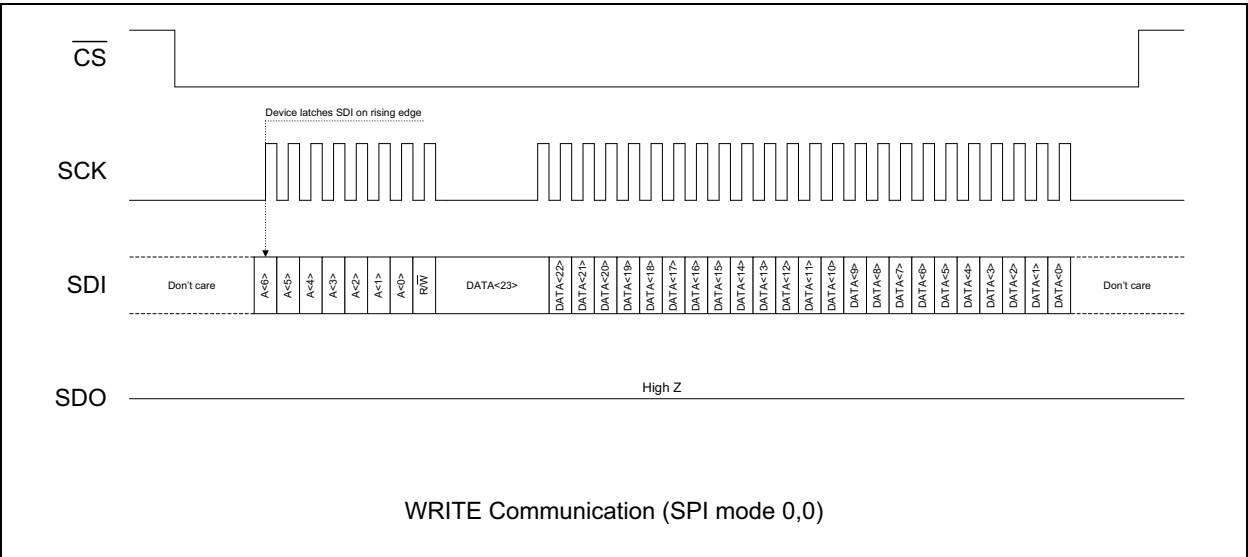 CS
Device latches SDI on rising edge
SCK
SDI
Don't care
A<6>
A<5>
A<4>
A<3>
A<2>
A<1>
A<0>
R/W
DATA<23>
DATA<22>
DATA<21>
DATA<20>
DATA<19>
DATA<18>
DATA<17>
DATA<16>
DATA<15>
DATA<14>
DATA<13>
DATA<12>
DATA<11>
DATA<10>
DATA<9>
DATA<8>
DATA<7>
DATA<6>
DATA<5>
DATA<4>
DATA<3>
DATA<2>
DATA<1>
DATA<0>
Don't care
SDO
High Z
WRITE Communication (SPI mode 0,0)